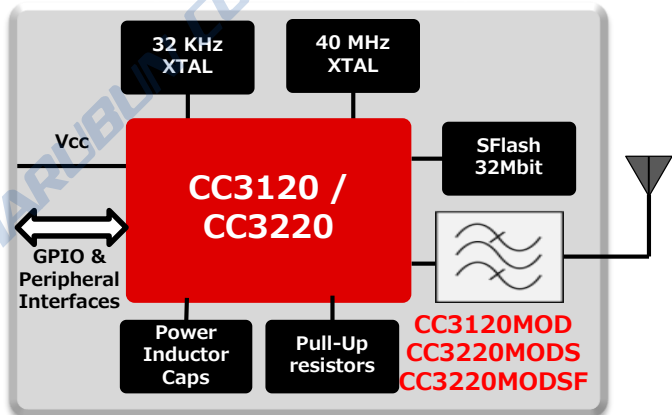 32 KHz
XTAL
40 MHz
XTAL
Vcc
SFlash
32Mbit
CC3120 /
CC3220
GPIO &
Peripheral
Interfaces
Power
Inductor
Caps
Pull-Up
resistors
CC3120MOD
CC3220MODS
CC3220MODSF